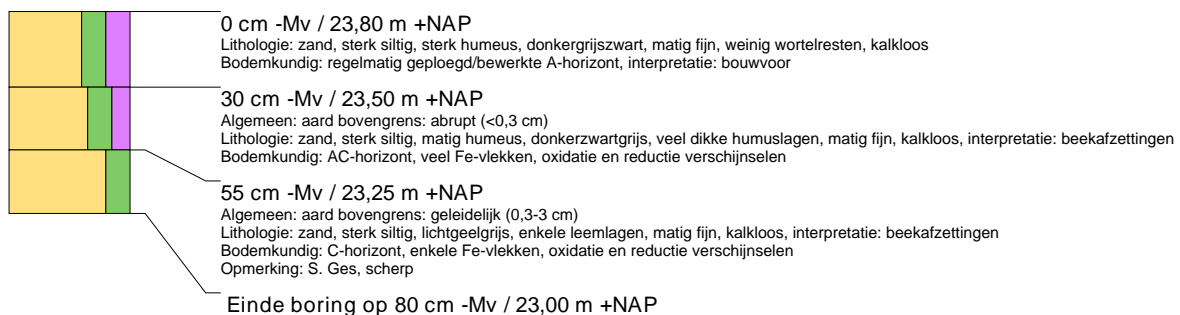 0 cm -Mv / 23,80 m +NAP
Lithologie: zand, sterk siltig, sterk humeus, donkergrijszwart, matig fijn, weinig wortelresten, kalkloos
Bodemkundig: regelmatig geploegd/bewerkte A-horizont, interpretatie: bouwvoor
30 cm -Mv / 23,50 m +NAP
Algemeen: aard bovengrens: abrupt (<0,3 cm)
Lithologie: zand, sterk siltig, matig humeus, donkerzwartgrijs, veel dikke humuslagen, matig fijn, kalkloos, interpretatie: beekafzettingen
Bodemkundig: AC-horizont, veel Fe-vlekken, oxidatie en reductie verschijnselen
55 cm -Mv / 23,25 m +NAP
Algemeen: aard bovengrens: geleidelijk (0,3-3 cm)
Lithologie: zand, sterk siltig, lichtgeelgrijs, enkele leemlagen, matig fijn, kalkloos, interpretatie: beekafzettingen
Bodemkundig: C-horizont, enkele Fe-vlekken, oxidatie en reductie verschijnselen
Opmerking: S. Ges, scherp
Einde boring op 80 cm -Mv / 23,00 m +NAP